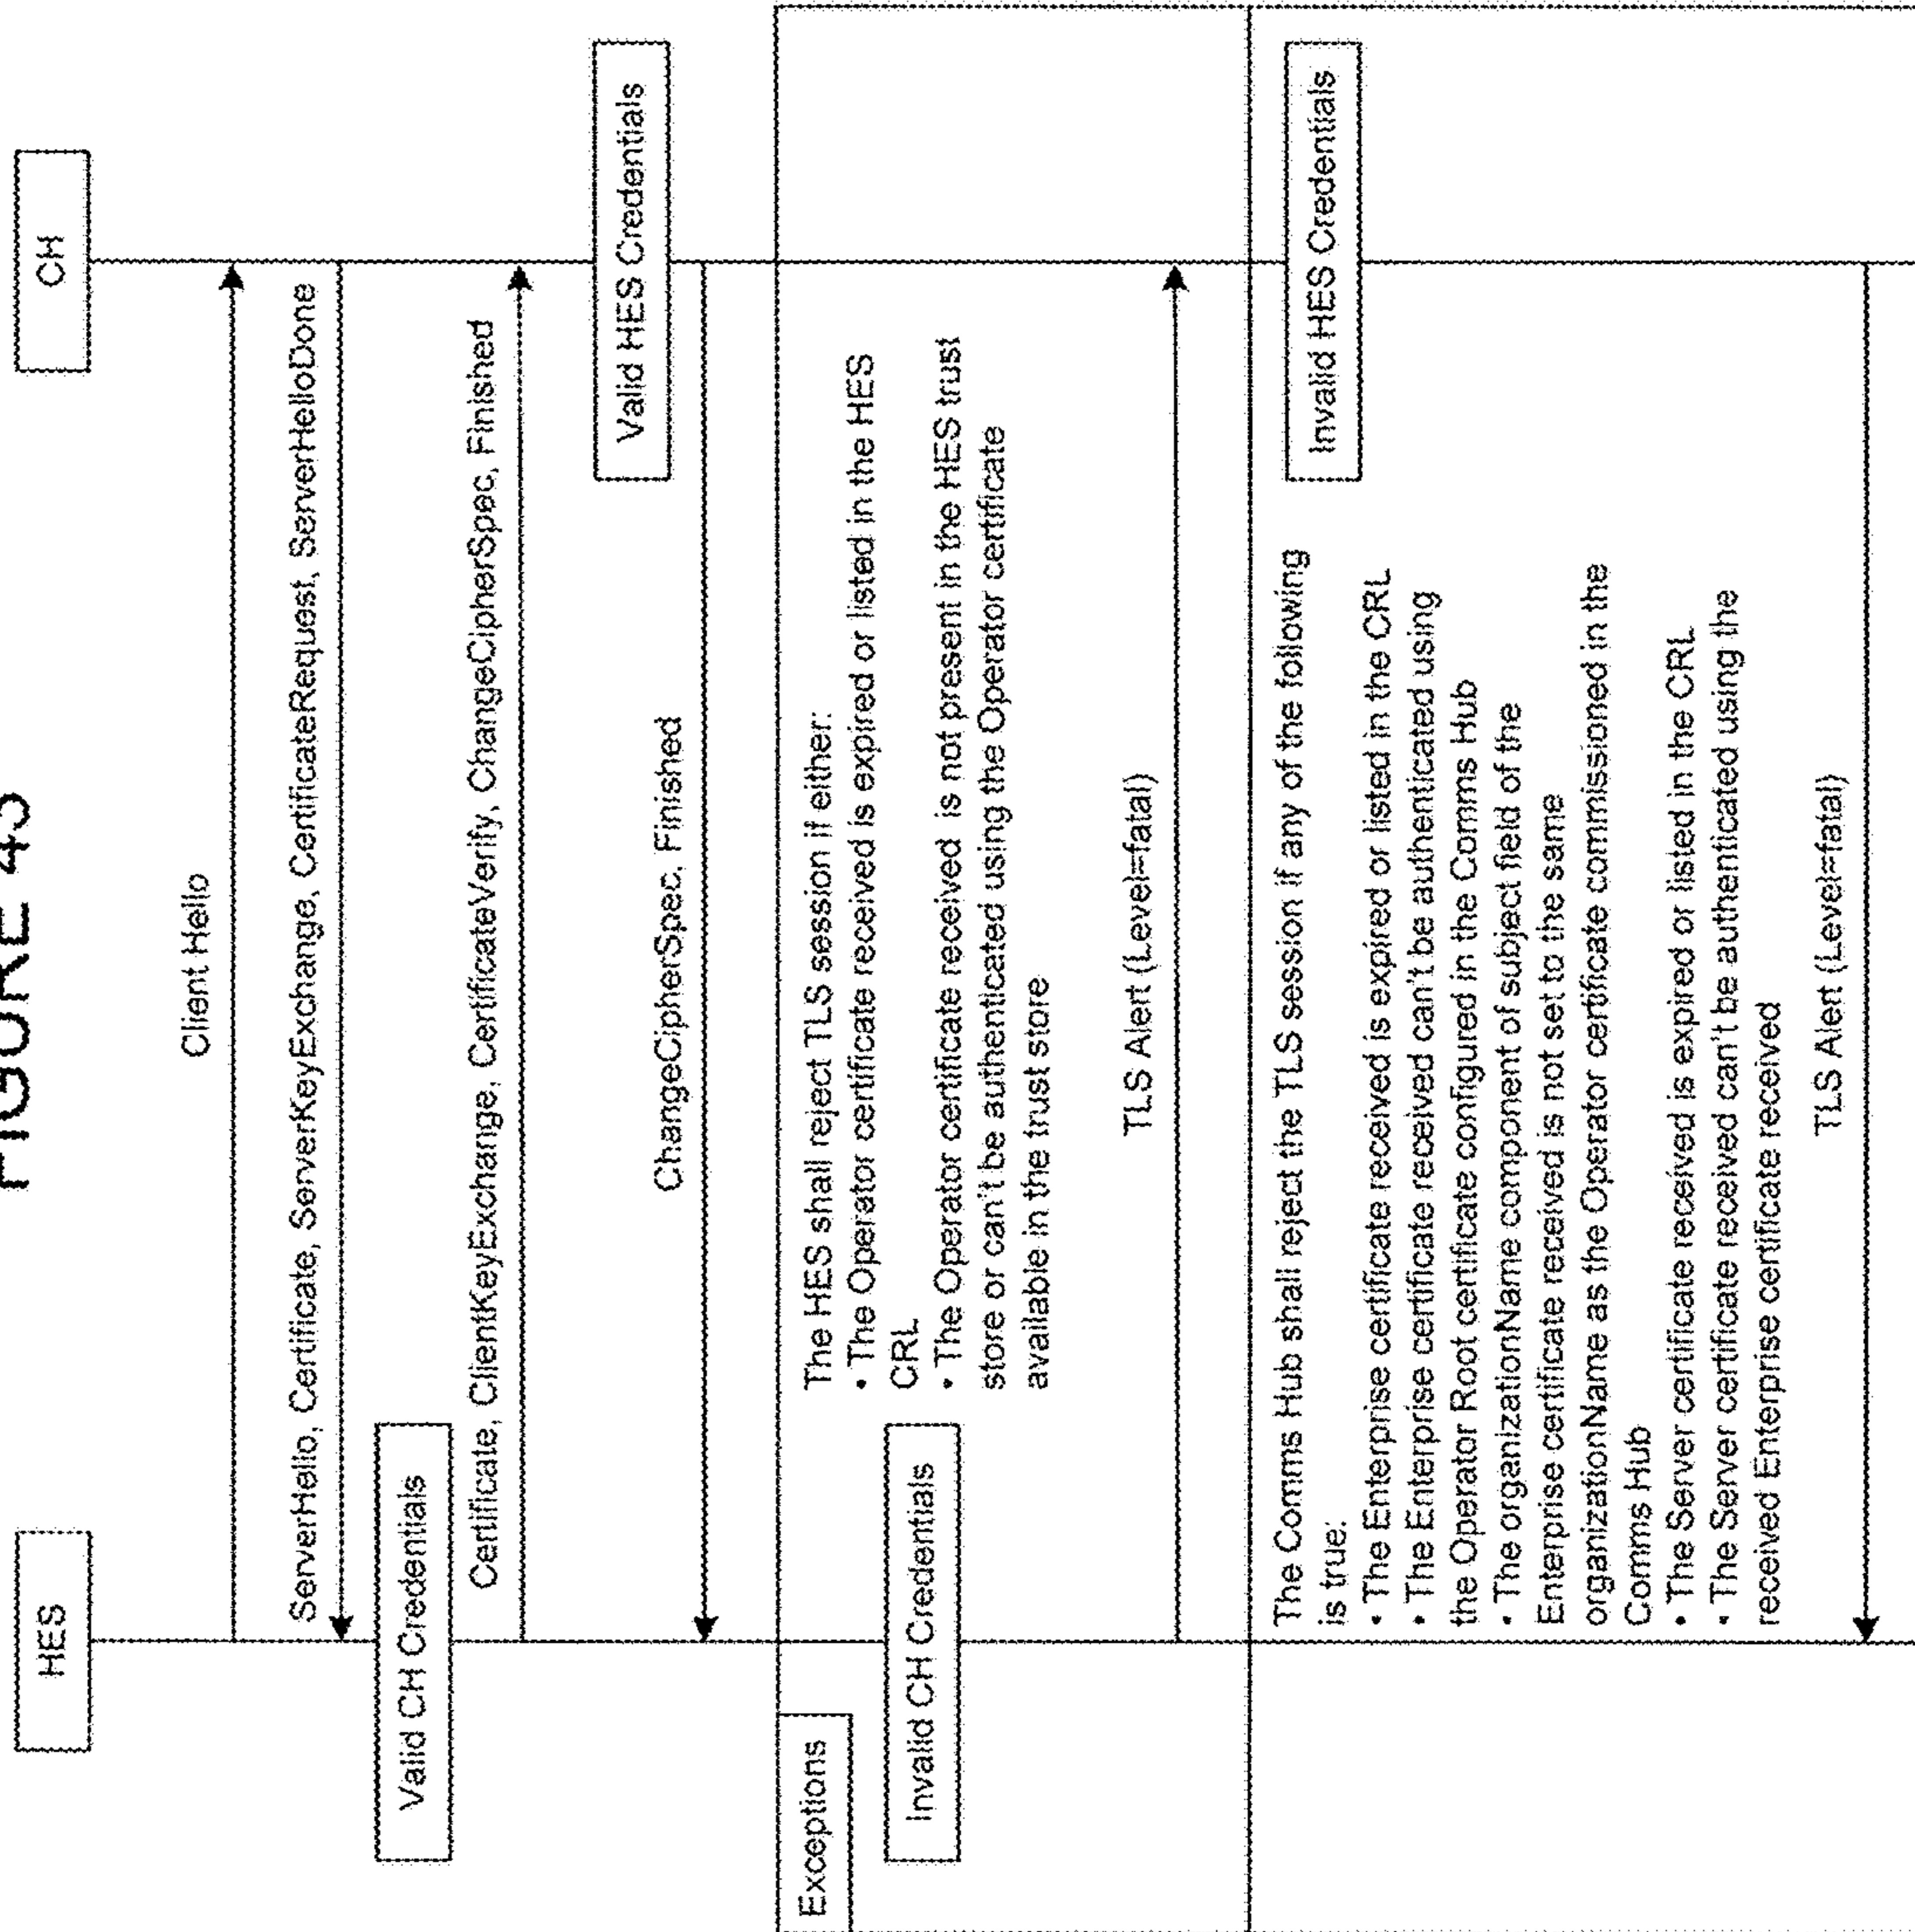 FIGURE
HES
CH
Client Hello
ServerHello, Certificate, ServerKeyExchange, CertificateRequest, ServerHelloDone
Valid CH Credentials
Certificate, ClientKeyExchange, CertificateVerify, ChangeCipherSpec, Finished
Valid HES Credentials
ChangeCipherSpec, Finished
Exceptions
The HES shall reject TLS session if either:
• The Operator certificate received is expired or listed in the HES
CRL
• The Operator certificate received is not present in the HES trust
store or can't be authenticated using the Operator certificate
available in the trust store
Invalid CH Credentials
TLS Alert (Level=fatal)
Invalid HES Credentials
The Comms Hub shall reject the TLS session if any of the following
is true:
• The Enterprise certificate received is expired or listed in the CRL
• The Enterprise certificate received can't be authenticated using
the Operator Root certificate configured in the Comms Hub
• The organizationName component of subject field of the
Enterprise certificate received is not set to the same
organizationName as the Operator certificate commissioned in the
Comms Hub
• The Server certificate received is expired or listed in the CRL
• The Server certificate received can't be authenticated using the
received Enterprise certificate received
TLS Alert (Level=fatal)